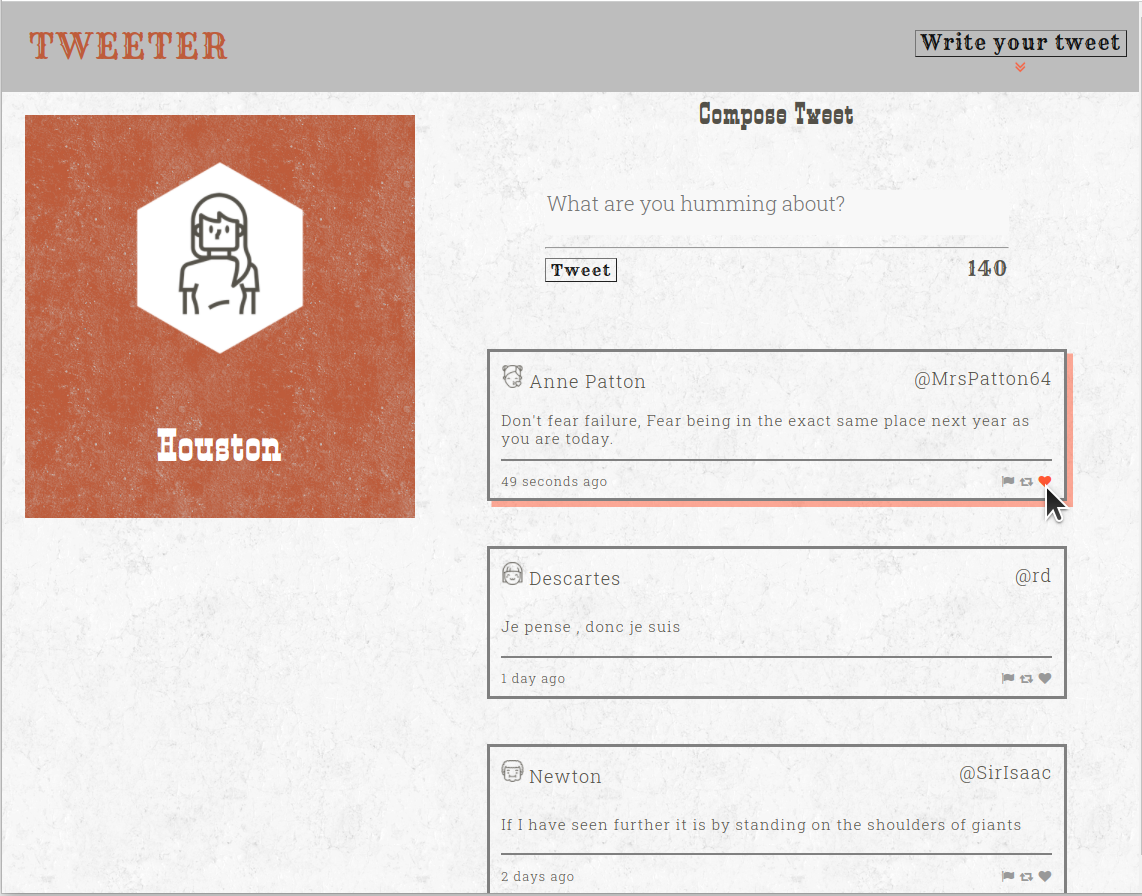 TWEETER
Write your tweet
Houston
Compose Tweet
What are you humming about?
Tweet
140
Anne Patton
@MrsPatton64
Don't fear failure, Fear being in the exact same place next year as
you are today.
49 seconds ago
Descartes
@rd
Je pense , donc je suis
1 day ago
Newton
@SirIsaac
If I have seen further it is by standing on the shoulders of giants
2 days ago